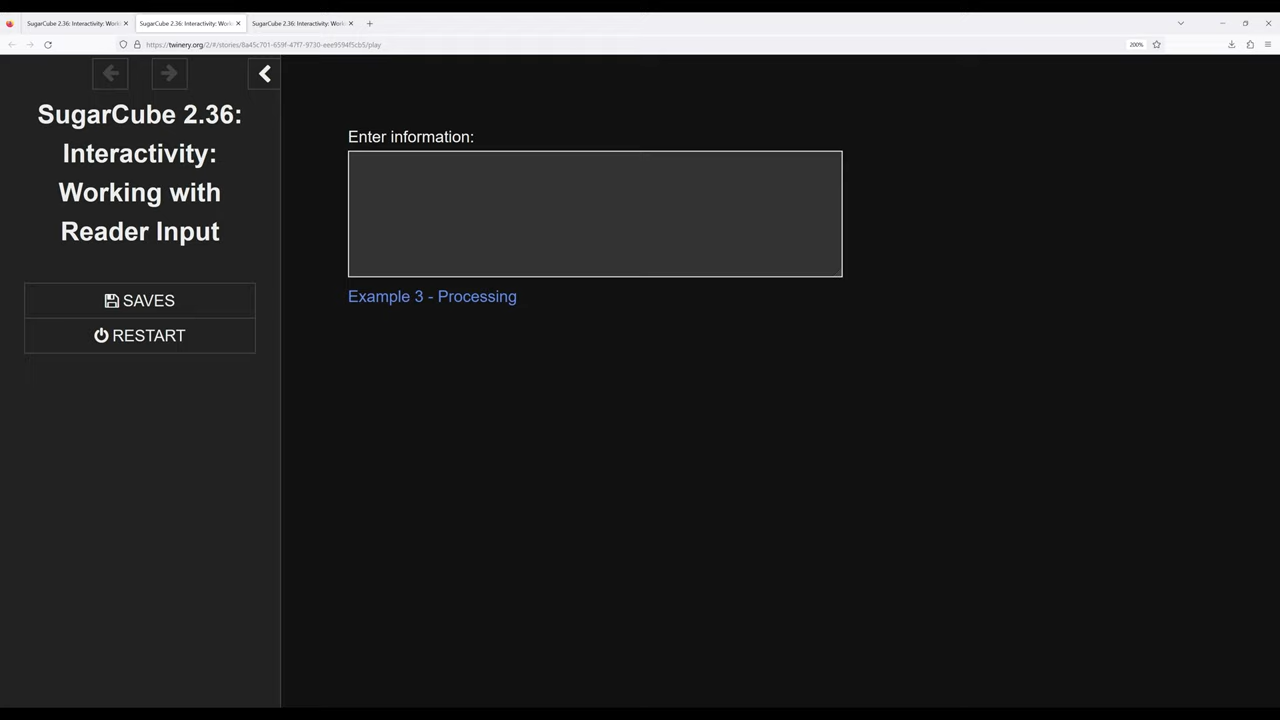 SugarCube 2.36: Interactivity: Work
SugarCube 2.36: Interactivity: Work
SugarCube 2.36: Interactivity: Work
https://twinery.org/2/#/stories/8a45c701-659f-47f7-9730-eee9594f5cb5/play
200%
SugarCube 2.36:
Interactivity:
Working with
Reader Input
SAVES
RESTART
Enter information:
Example 3 - Processing